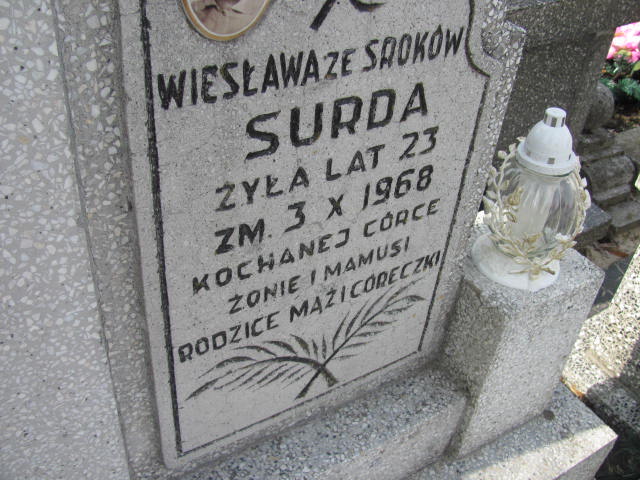 WIESŁAWA ZE SROKÓW
SURDA
ŻYŁA LAT 23
ZM. 3 X 1968
KOCHANEJ CÓRCE
ŻONIE I MAMUSI
RODZICE MĄŻ I CÓRECZKI